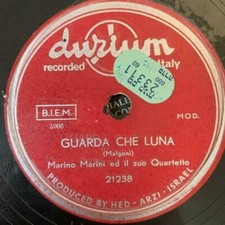 durium
recorded Italy
23311
B.I.E.M.
MOD.
GUARDA CHE LUNA
(Malgoni)
Marino Marini ed il suo Quartetto
21238
PRODUCED BY HED - ARZI - ISRAEL